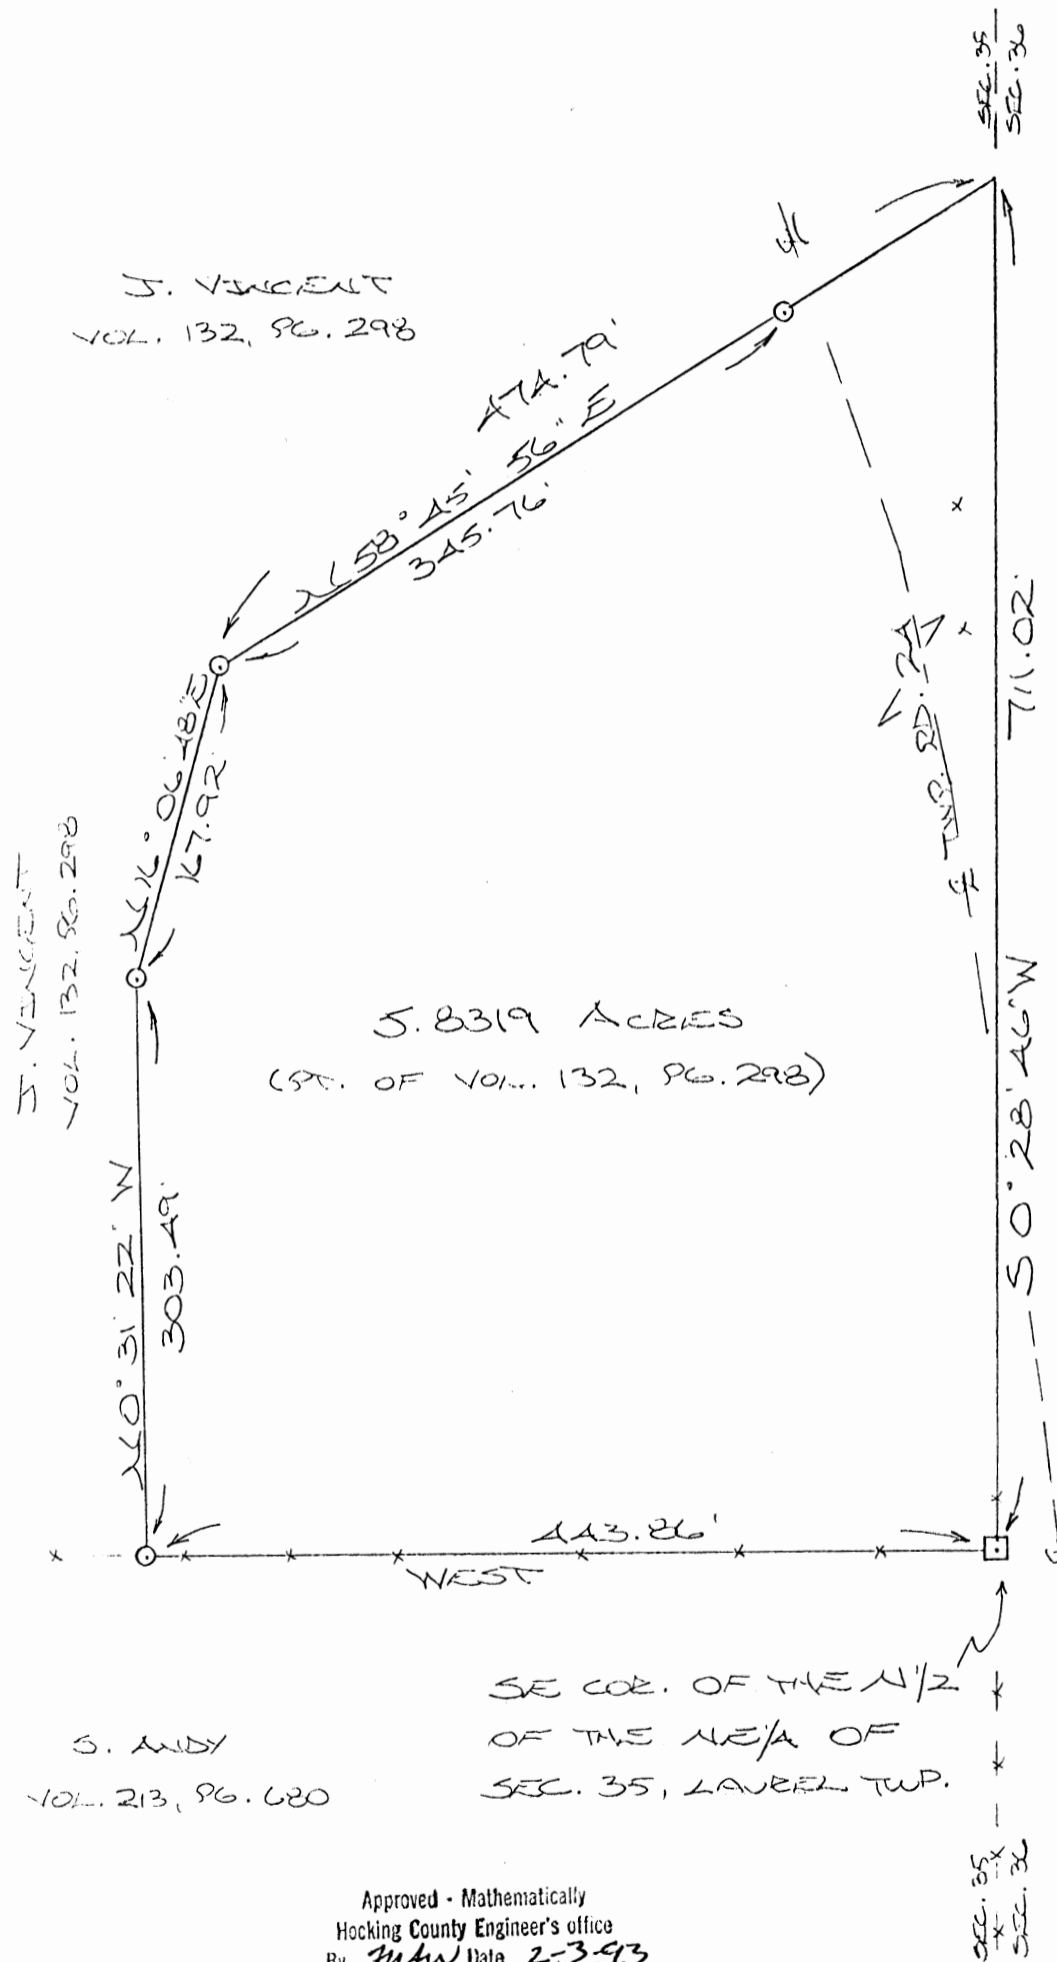 SEC. 35
SEC. 36
J. VINCENT
VOL. 132, PG. 298
474.79'
N 58° 45' 56" E
345.76'
N 16° 06' 48" E
167.92'
711.02'
℄ TWP. RD. 24
J. VINCENT
VOL. 132, PG. 298
5.8319 ACRES
(PT. OF VOL. 132, PG. 298)
S 0° 28' 46" W
N 0° 31' 22" W
303.49'
443.86'
WEST
SE COR. OF THE N1/2
OF THE NE1/4 OF
SEC. 35, LAUREL TWP.
S. ANDY
VOL. 213, PG. 680
SEC. 35
SEC. 36
Approved - Mathematically
Hocking County Engineer's office
By Date 2-3-93